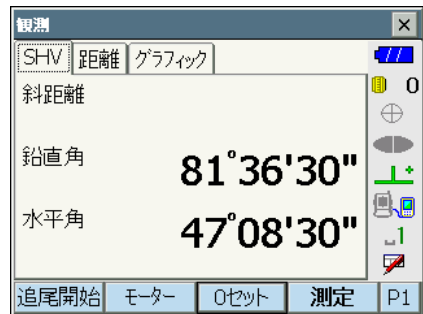 観測
SHV 距離 グラフィック
斜距離
0
鉛直角 81°36'30"
水平角 47°08'30"
1
追尾開始 モーター 0セット 測定 P1